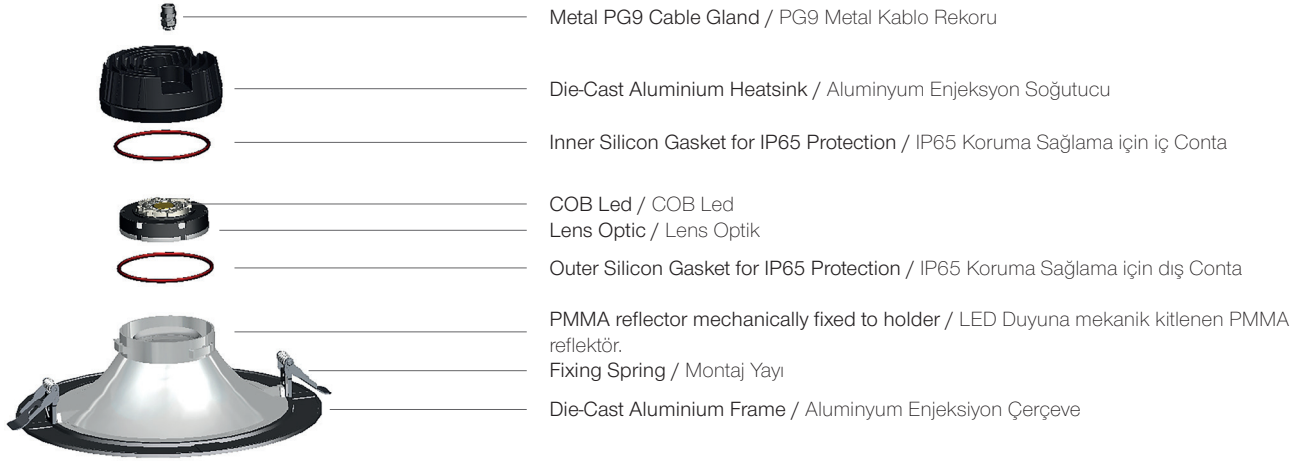 Metal PG9 Cable Gland / PG9 Metal Kablo Rekoru
Die-Cast Aluminium Heatsink / Aluminyum Enjeksyon Soğutucu
Inner Silicon Gasket for IP65 Protection / IP65 Koruma Sağlama için iç Conta
COB Led / COB Led
Lens Optic / Lens Optik
Outer Silicon Gasket for IP65 Protection / IP65 Koruma Sağlama için dış Conta
PMMA reflector mechanically fixed to holder / LED Duyuna mekanik kitlenen PMMA
reflektör.
Fixing Spring / Montaj Yayı
Die-Cast Aluminium Frame / Aluminyum Enjeksiyon Çerçeve